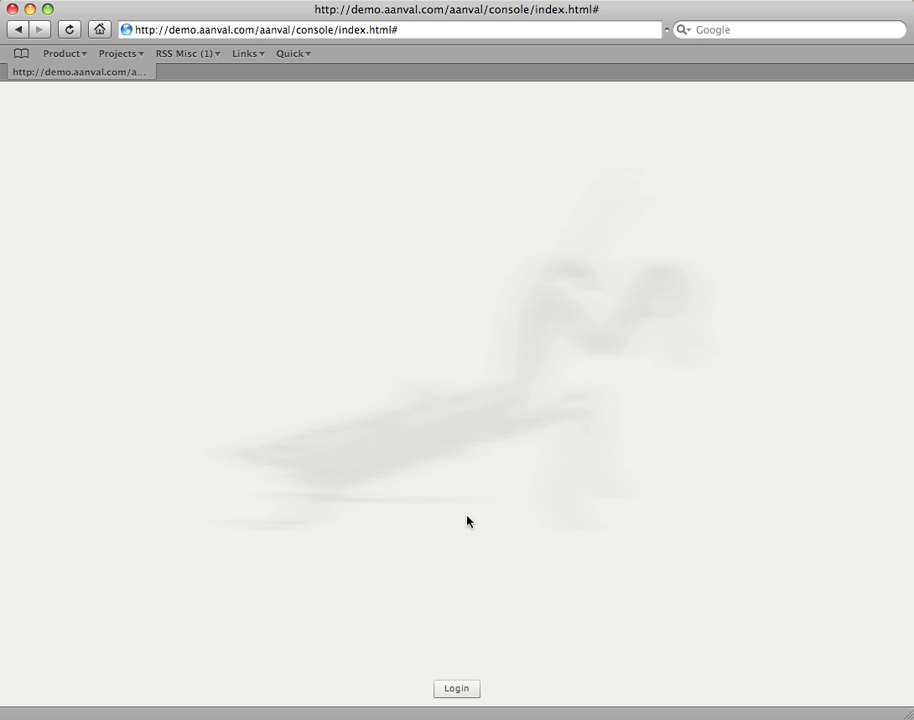 http://demo.aanval.com/aanval/console/index.html#
http://demo.aanval.com/aanval/console/index.html#
Google
Product Projects RSS Misc (1) Links Quick
http://demo.aanval.com/a...
Login